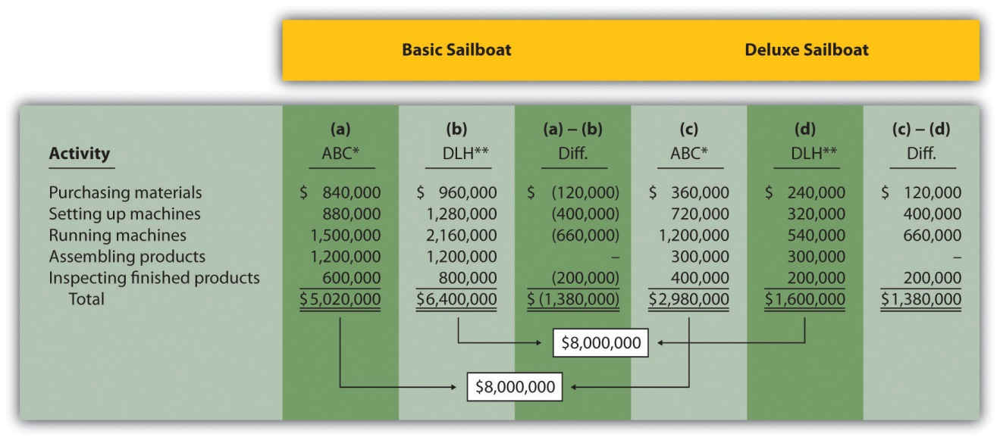 Basic Sailboat Deluxe Sailboat
(a) (b) (a) – (b) (c) (d) (c) – (d)
Activity ABC* DLH** Diff. ABC* DLH** Diff.
Purchasing materials $ 840,000 $ 960,000 $ (120,000) $ 360,000 $ 240,000 $ 120,000
Setting up machines 880,000 1,280,000 (400,000) 720,000 320,000 400,000
Running machines 1,500,000 2,160,000 (660,000) 1,200,000 540,000 660,000
Assembling products 1,200,000 1,200,000 – 300,000 300,000 –
Inspecting finished products 600,000 800,000 (200,000) 400,000 200,000 200,000
Total $5,020,000 $6,400,000 $(1,380,000) $2,980,000 $1,600,000 $1,380,000
$8,000,000
$8,000,000